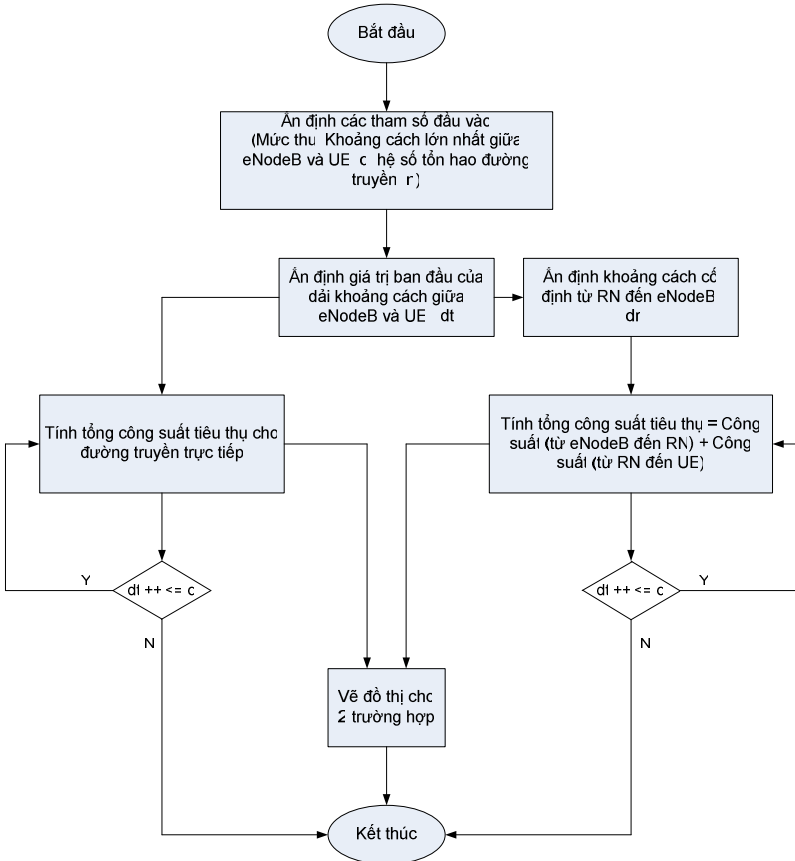 Bắt đầu
Ấn định các tham số đầu vào
(Mức thu Khoảng cách lớn nhất giữa
eNodeB và UE d hệ số tổn hao đường
truyền n)
Ấn định giá trị ban đầu của
dải khoảng cách giữa
eNodeB và UE dt
Ấn định khoảng cách cố
định từ RN đến eNodeB
dr
Tính tổng công suất tiêu thụ cho
đường truyền trực tiếp
Tính tổng công suất tiêu thụ = Công
suất (từ eNodeB đến RN) + Công
suất (từ RN đến UE)
dt ++ <= d
Y
N
dt ++ <= d
Y
N
Vẽ đồ thị cho
2 trường hợp
Kết thúc